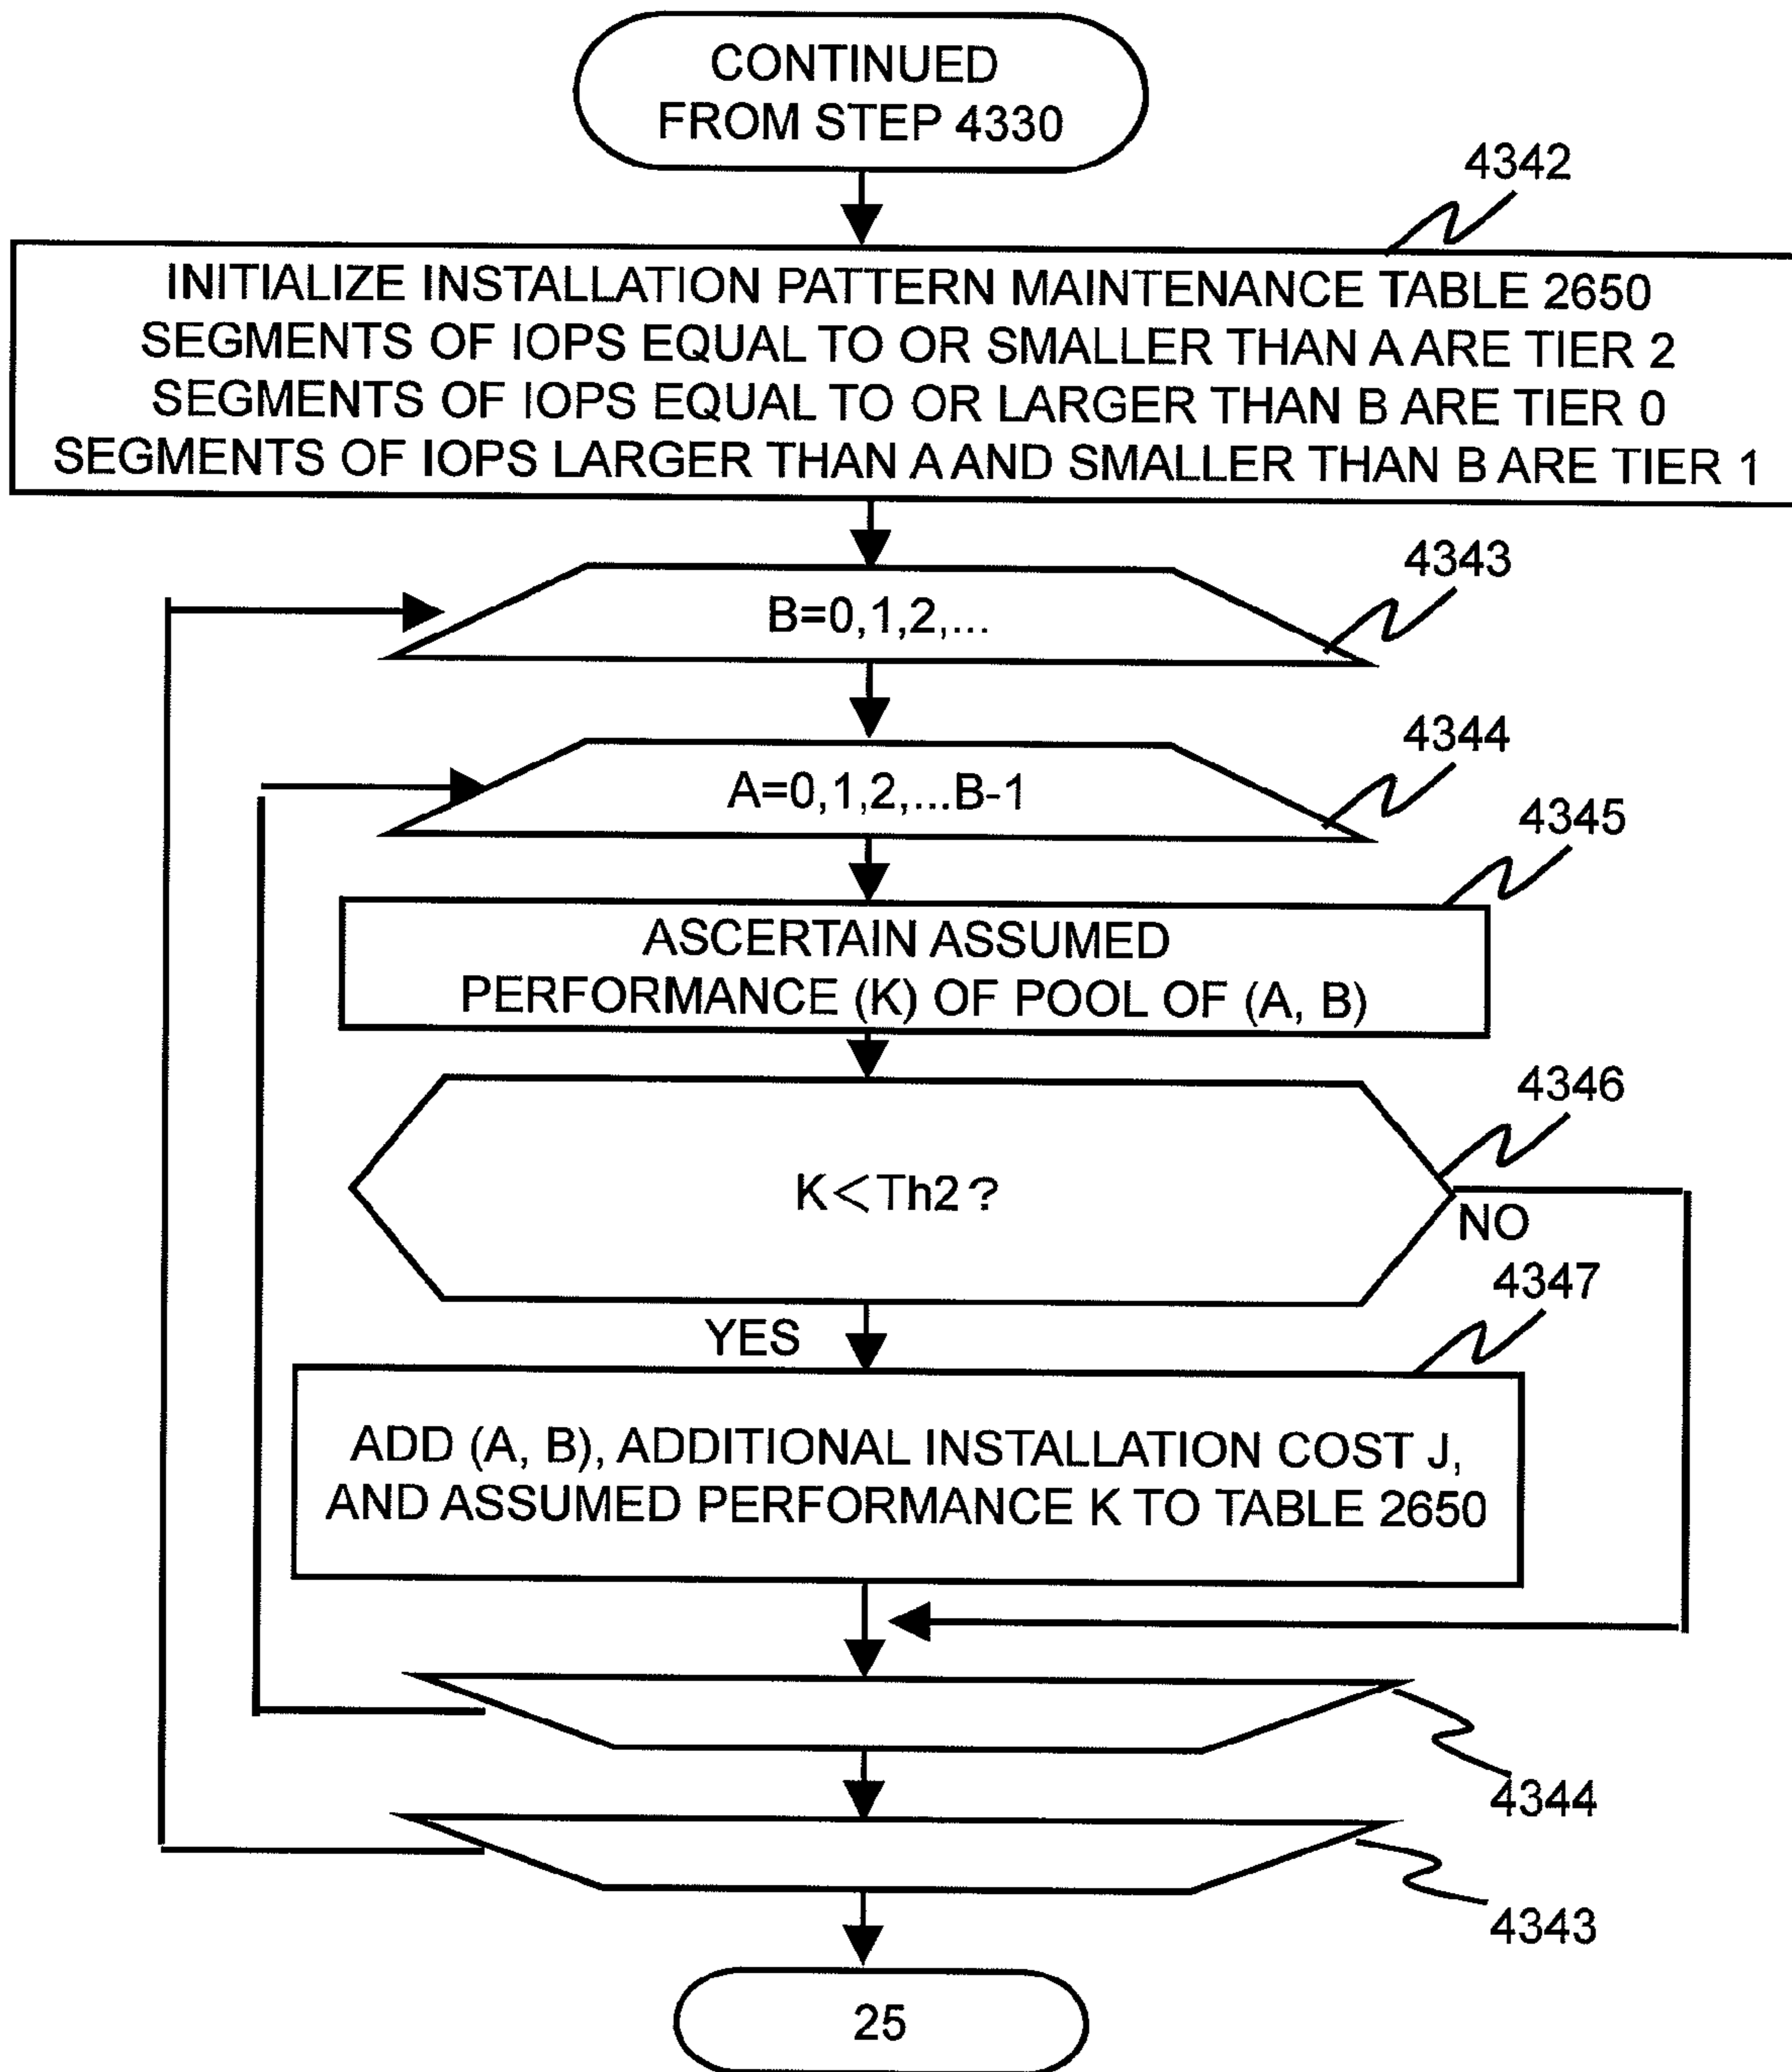 CONTINUED
FROM STEP 4330
4342
INITIALIZE INSTALLATION PATTERN MAINTENANCE TABLE 2650
SEGMENTS OF IOPS EQUAL TO OR SMALLER THAN A ARE TIER 2
SEGMENTS OF IOPS EQUAL TO OR LARGER THAN B ARE TIER 0
SEGMENTS OF IOPS LARGER THAN A AND SMALLER THAN B ARE TIER 1
4343
B=0,1,2,...
4344
A=0,1,2,...B-1
4345
ASCERTAIN ASSUMED
PERFORMANCE (K) OF POOL OF (A, B)
4346
K<Th2?
NO
4347
YES
ADD (A, B), ADDITIONAL INSTALLATION COST J,
AND ASSUMED PERFORMANCE K TO TABLE 2650
4344
4343
25